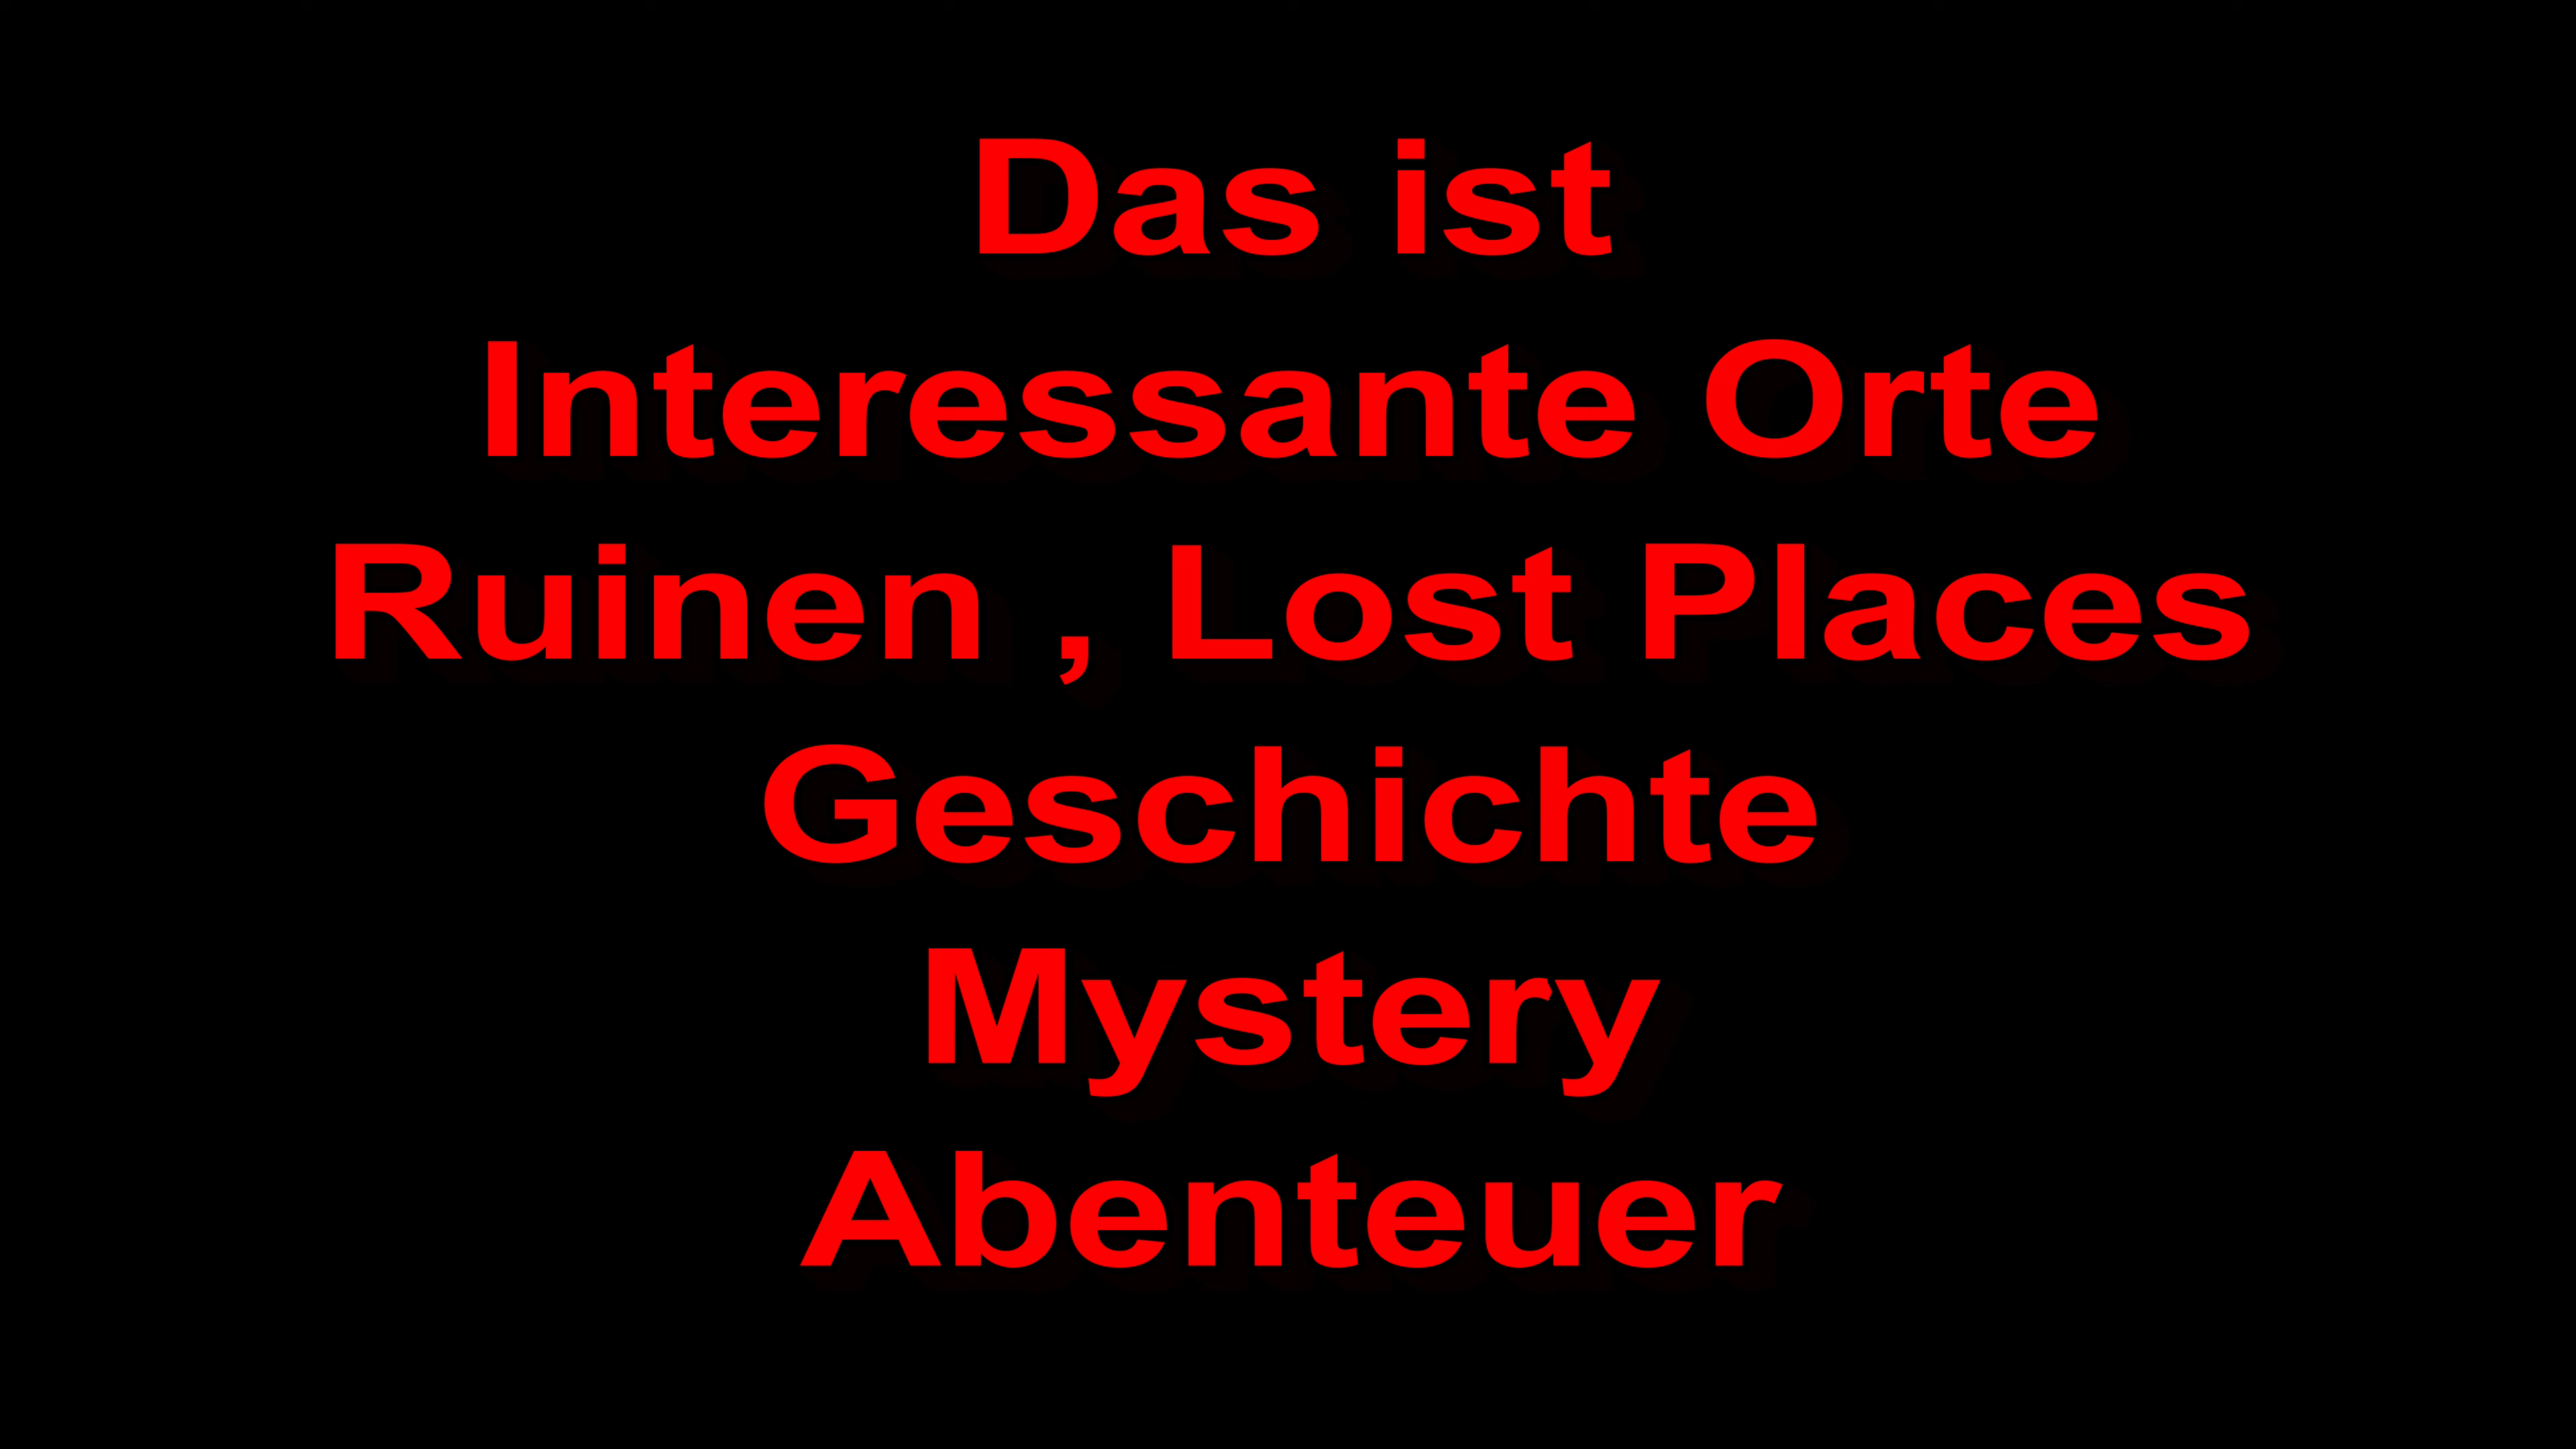 Das ist
Interessante Orte
Ruinen , Lost Places
Geschichte
Mystery
Abenteuer